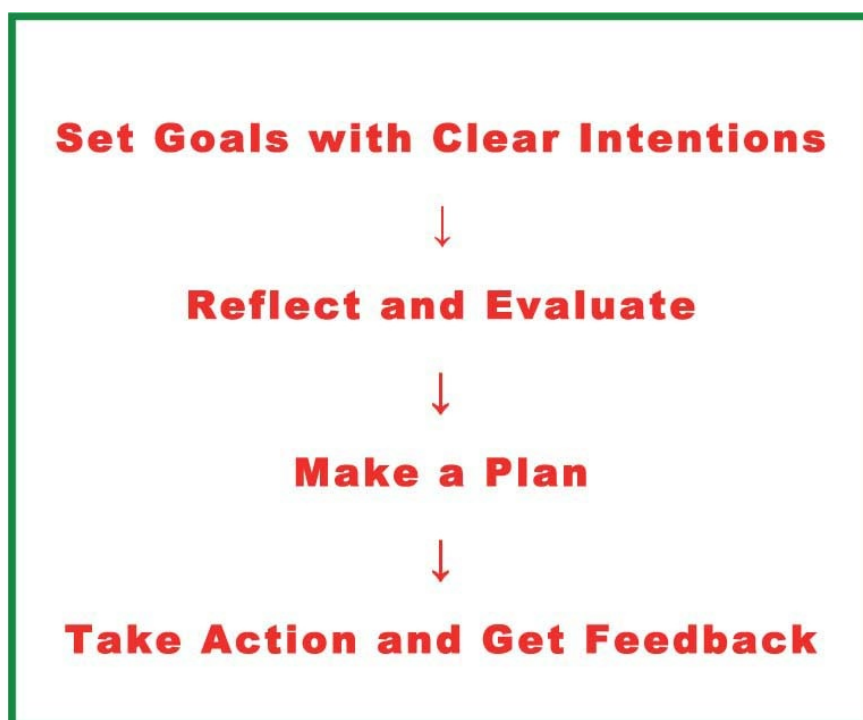 Set Goals with Clear Intentions
↓
Reflect and Evaluate
↓
Make a Plan
↓
Take Action and Get Feedback